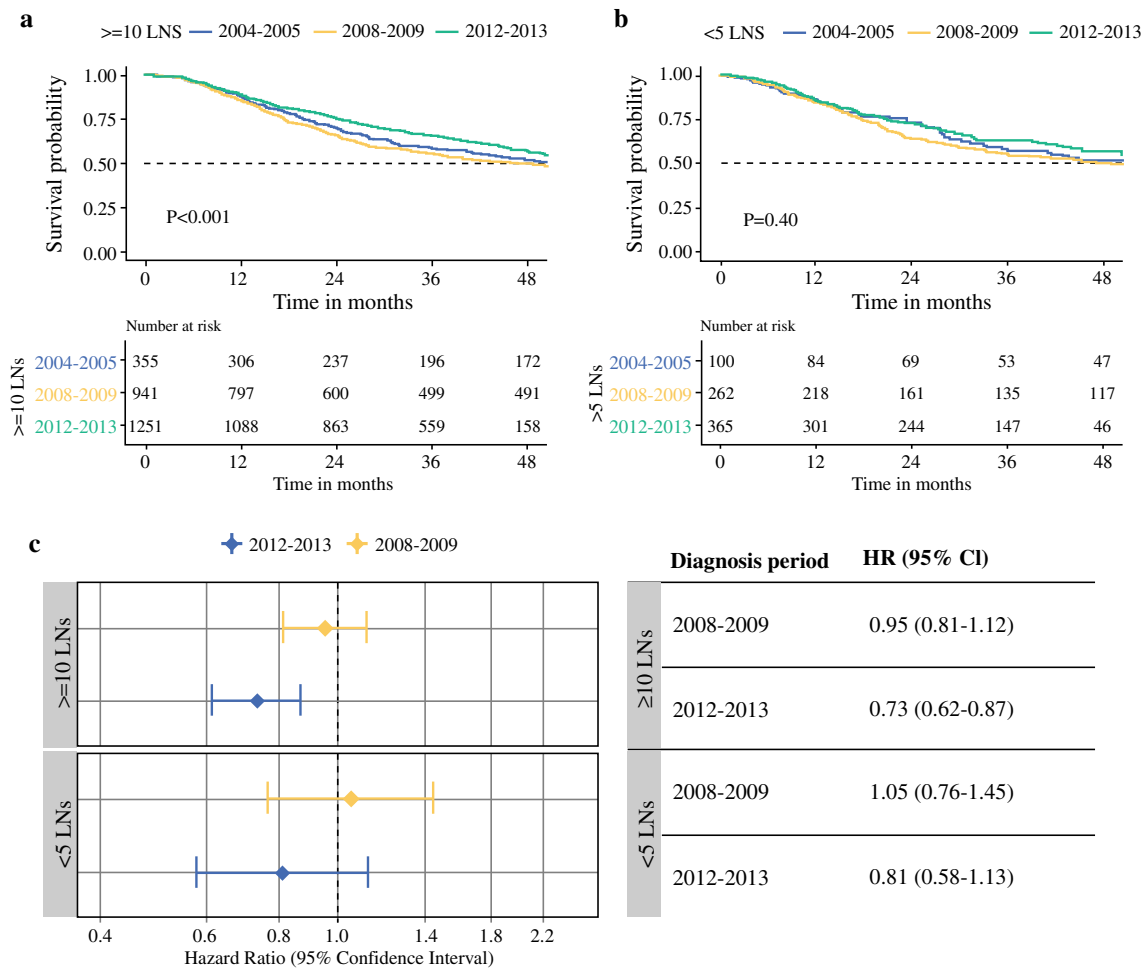 a
>=10 LNS 2004-2005 2008-2009 2012-2013
Survival probability
1.00
0.75
0.50
0.25
0.00
P<0.001
0 12 24 36 48
Time in months
Number at risk
>=10 LNs
2004-2005 355 306 237 196 172
2008-2009 941 797 600 499 491
2012-2013 1251 1088 863 559 158
0 12 24 36 48
Time in months
b
<5 LNS 2004-2005 2008-2009 2012-2013
Survival probability
1.00
0.75
0.50
0.25
0.00
P=0.40
0 12 24 36 48
Time in months
Number at risk
>5 LNs
2004-2005 100 84 69 53 47
2008-2009 262 218 161 135 117
2012-2013 365 301 244 147 46
0 12 24 36 48
Time in months
c
2012-2013 2008-2009
>=10 LNs
<5 LNs
0.4 0.6 0.8 1.0 1.4 1.8 2.2
Hazard Ratio (95% Confidence Interval)
Diagnosis period HR (95% Cl)
≥10 LNs
2008-2009 0.95 (0.81-1.12)
2012-2013 0.73 (0.62-0.87)
<5 LNs
2008-2009 1.05 (0.76-1.45)
2012-2013 0.81 (0.58-1.13)